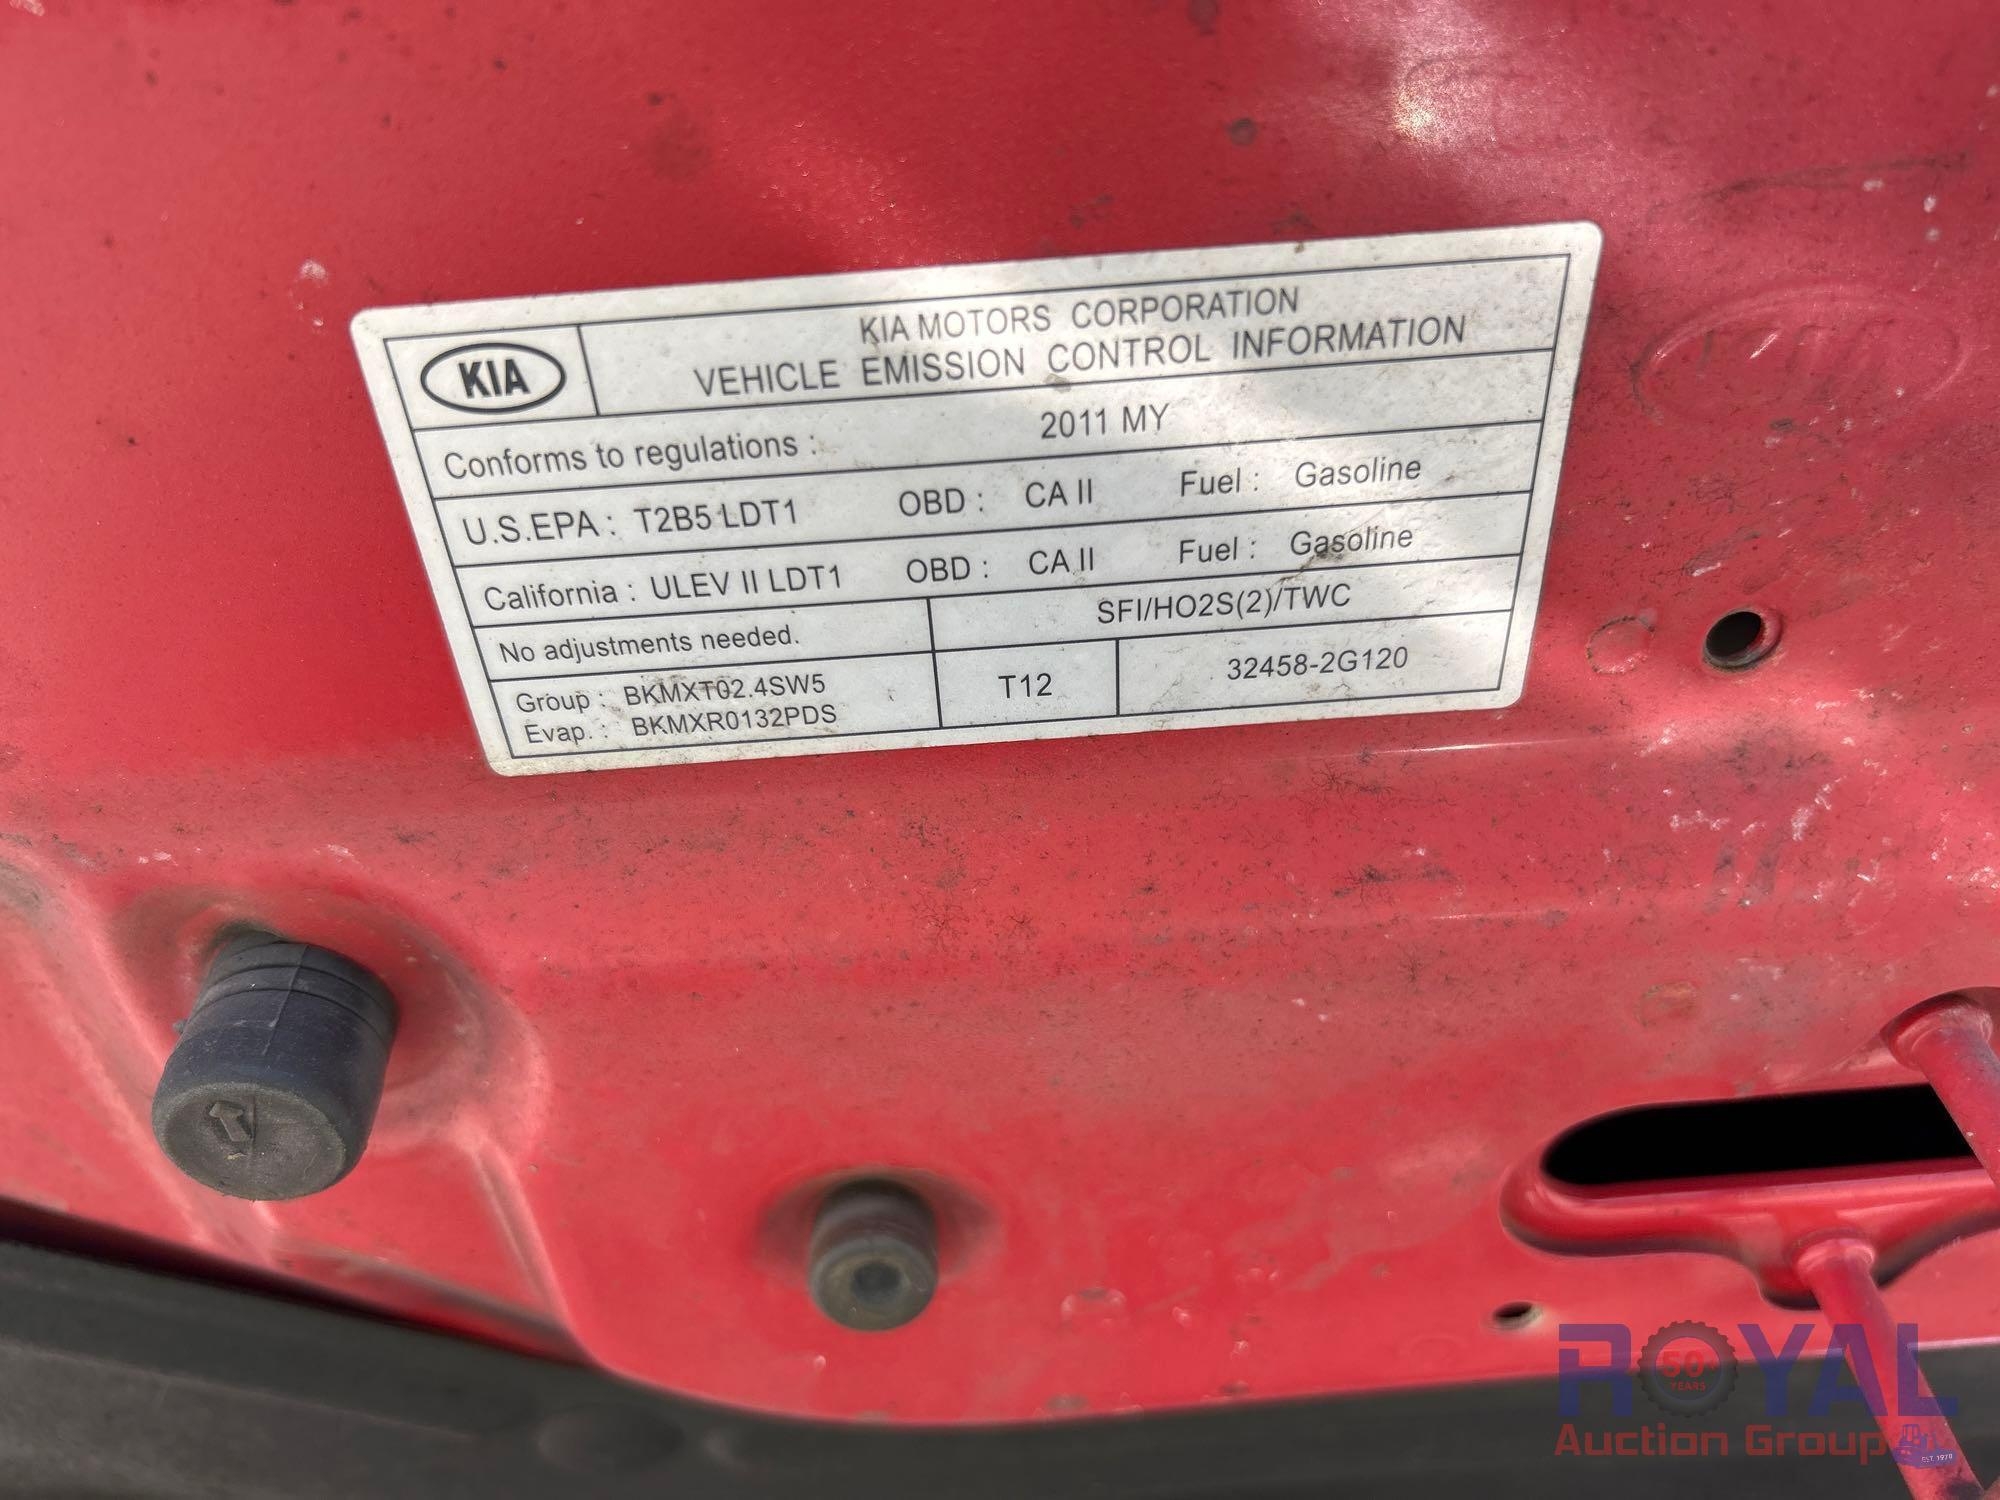 KIA
KIA MOTORS CORPORATION
VEHICLE EMISSION CONTROL INFORMATION
Conforms to regulations : 2011 MY
U.S.EPA : T2B5 LDT1 OBD : CA II Fuel : Gasoline
California : ULEV II LDT1 OBD : CA II Fuel : Gasoline
No adjustments needed. SFI/HO2S(2)/TWC
Group : BKMXT02.4SW5
Evap. : BKMXR0132PDS
T12
32458-2G120
ROYAL
50
YEARS
Auction Group
EST. 1970